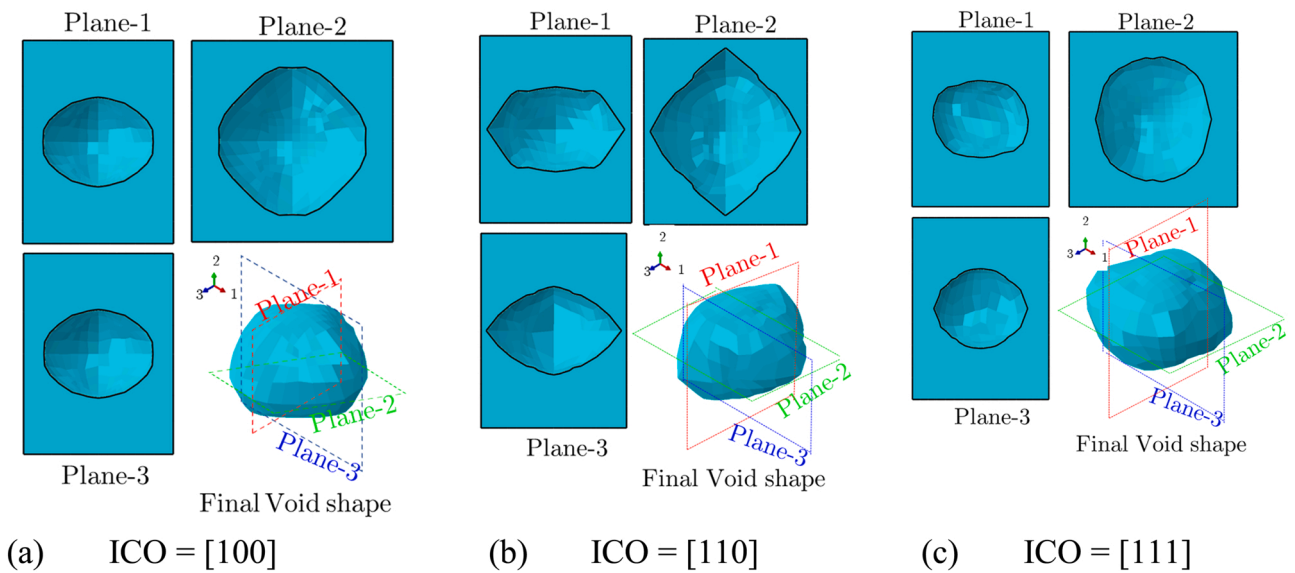 Plane-1
Plane-2
Plane-3
2
3
1
Plane-1
Plane-2
Plane-3
Final Void shape
(a) ICO = [100]
Plane-1
Plane-2
Plane-3
2
3
1
Plane-1
Plane-2
Plane-3
Final Void shape
(b) ICO = [110]
Plane-1
Plane-2
Plane-3
2
3
1
Plane-1
Plane-2
Plane-3
Final Void shape
(c) ICO = [111]